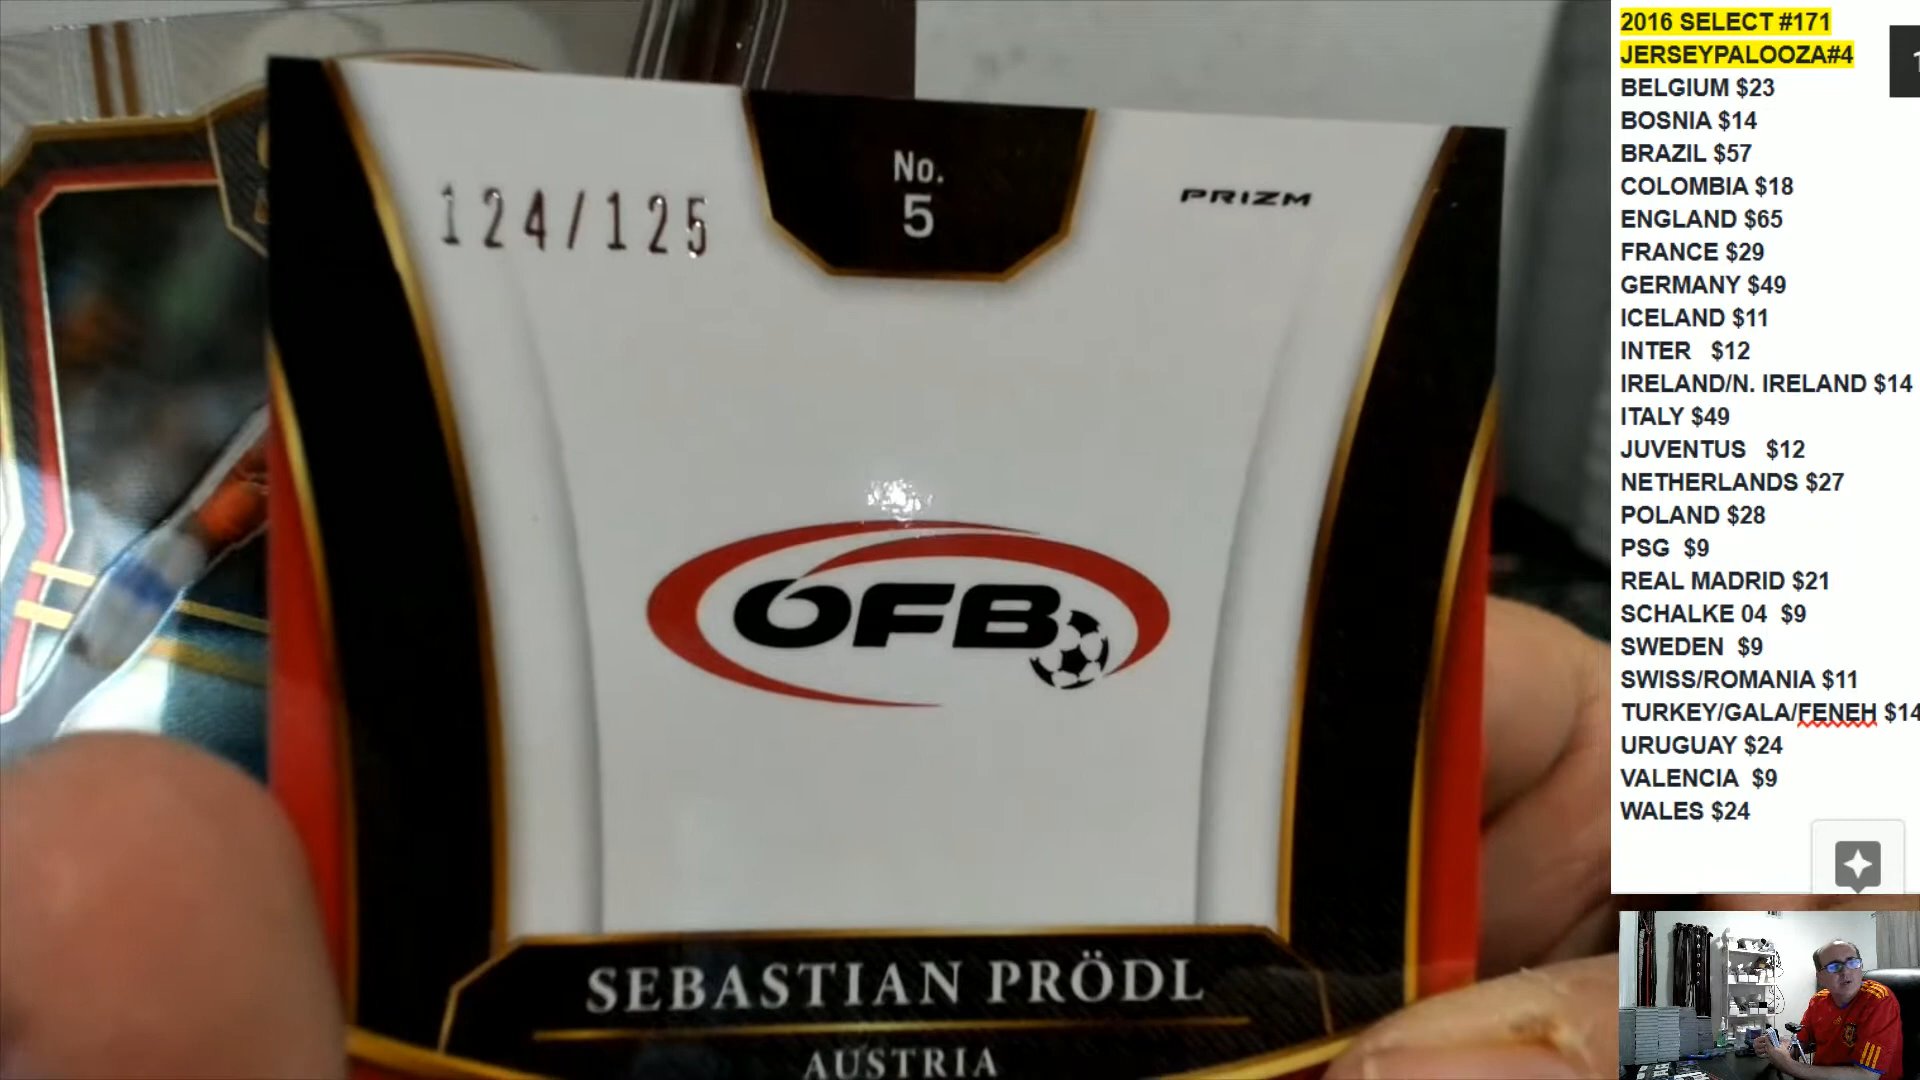 124/125
No.
5
PRIZM
ÖFB
SEBASTIAN PRÖDL
AUSTRIA
2016 SELECT #171
JERSEYPALOOZA#4
BELGIUM $23
BOSNIA $14
BRAZIL $57
COLOMBIA $18
ENGLAND $65
FRANCE $29
GERMANY $49
ICELAND $11
INTER $12
IRELAND/N. IRELAND $14
ITALY $49
JUVENTUS $12
NETHERLANDS $27
POLAND $28
PSG $9
REAL MADRID $21
SCHALKE 04 $9
SWEDEN $9
SWISS/ROMANIA $11
TURKEY/GALA/FENEH $14
URUGUAY $24
VALENCIA $9
WALES $24